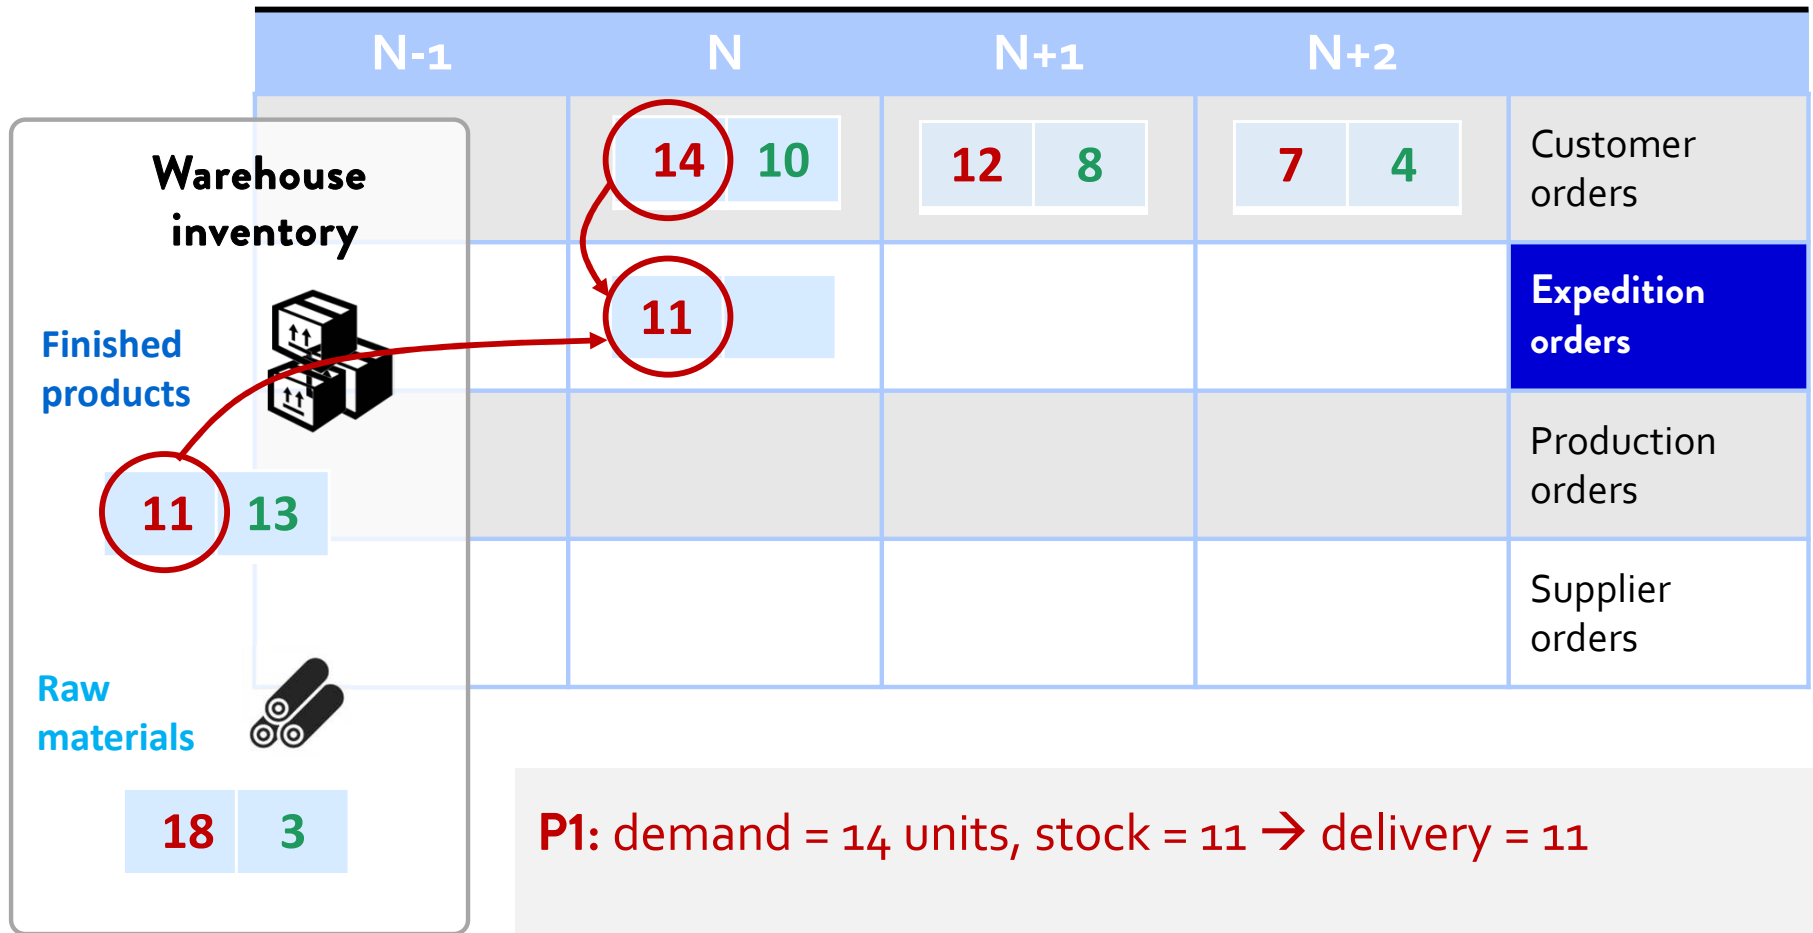 N-1 N N+1 N+2
14 10 12 8 7 4 Customer
orders
Warehouse
inventory
Finished
products
11
Expedition
orders
11 13
Production
orders
Supplier
orders
Raw
materials
18 3
P1: demand = 14 units, stock = 11 → delivery = 11